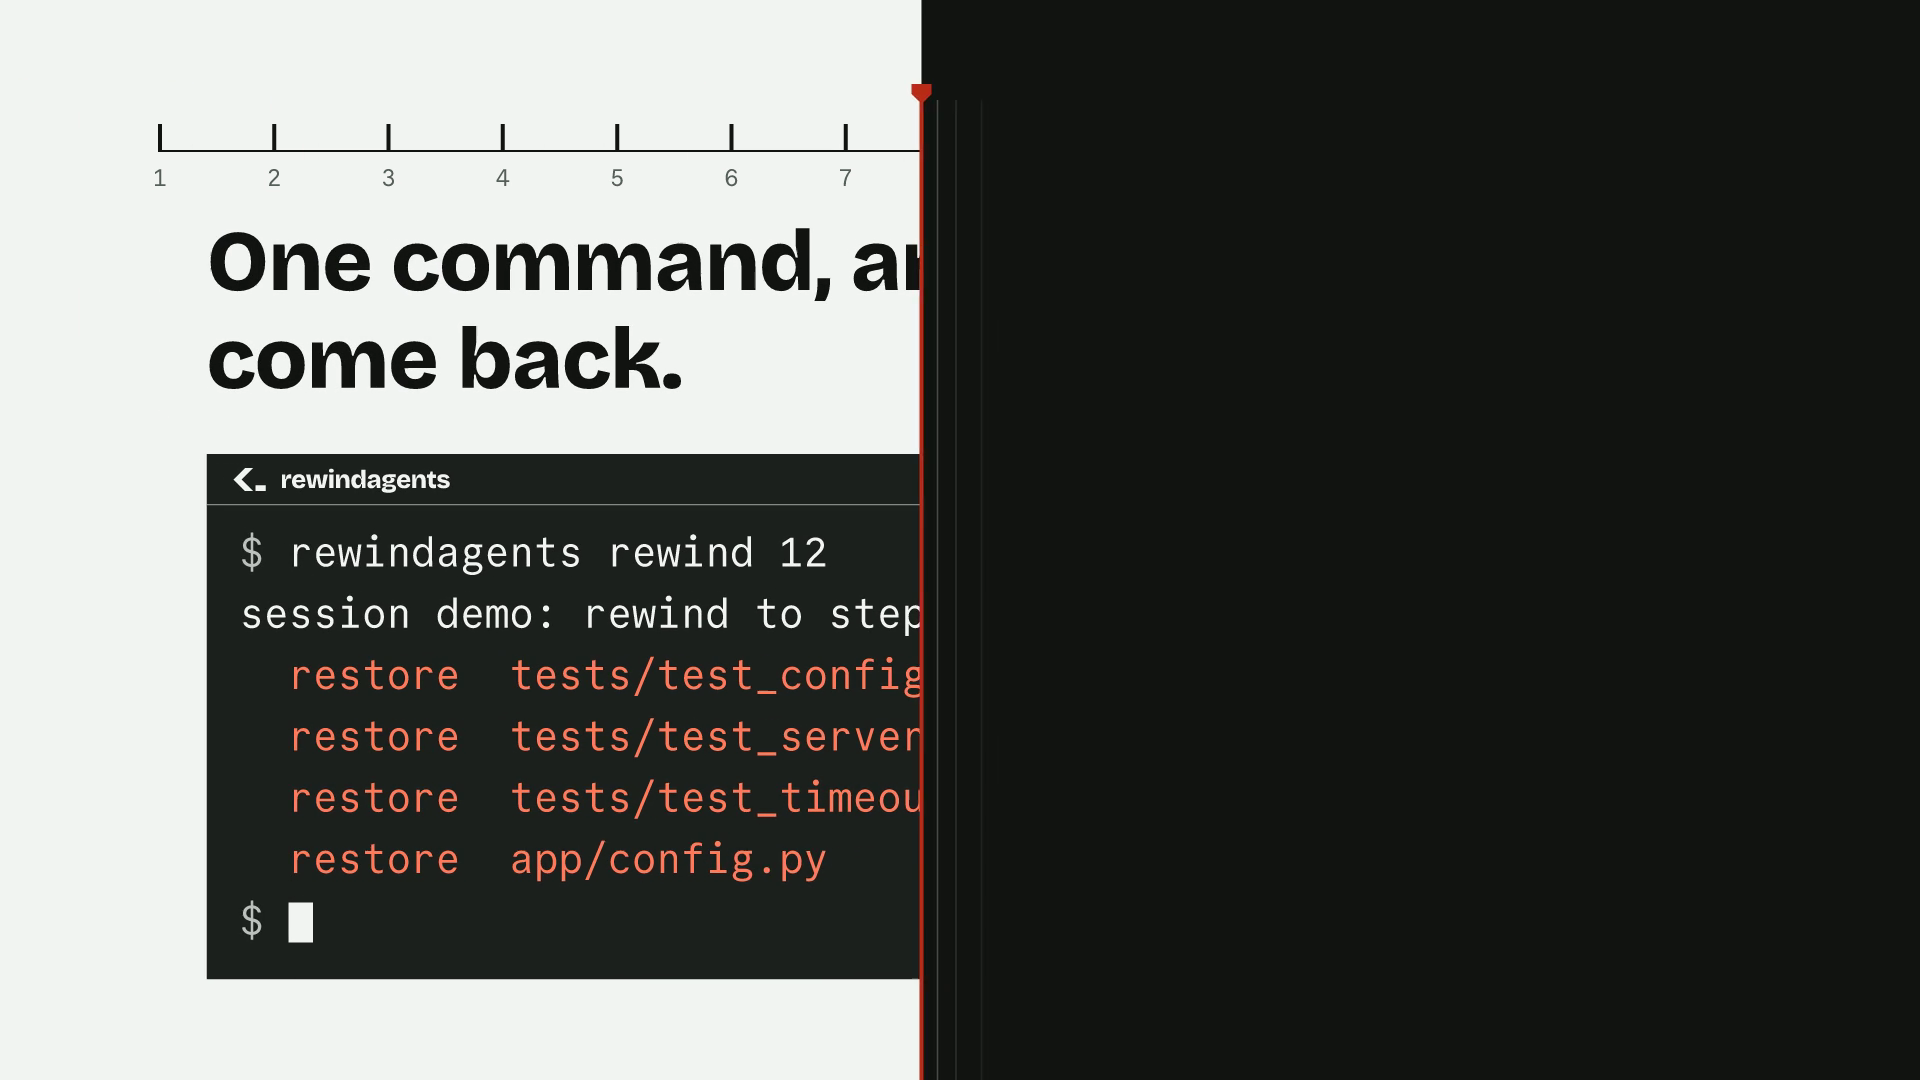 1 2 3 4 5 6 7
One command, a
come back.
rewindagents
$ rewindagents rewind 12
session demo: rewind to step
restore tests/test_config
restore tests/test_server
restore tests/test_timeou
restore app/config.py
$